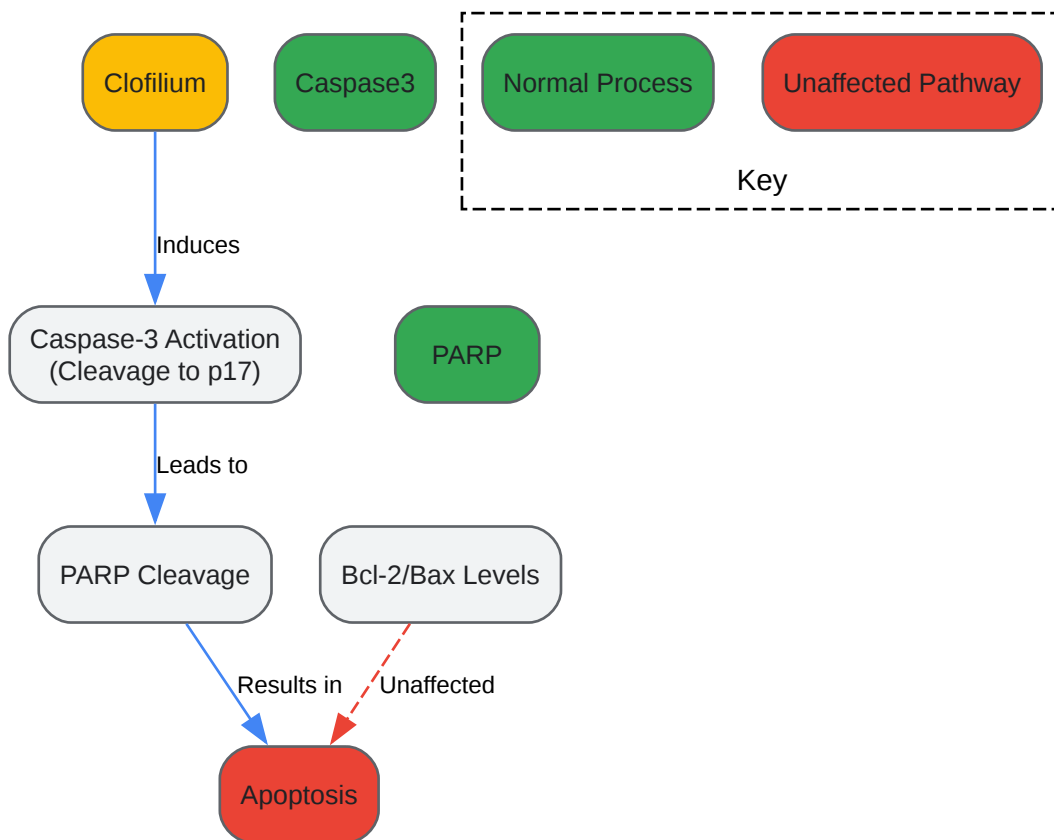 Clofilium
Caspase3
Normal Process
Unaffected Pathway
Key
Induces
Caspase-3 Activation
(Cleavage to p17)
PARP
Leads to
PARP Cleavage
Bcl-2/Bax Levels
Results in
Unaffected
Apoptosis